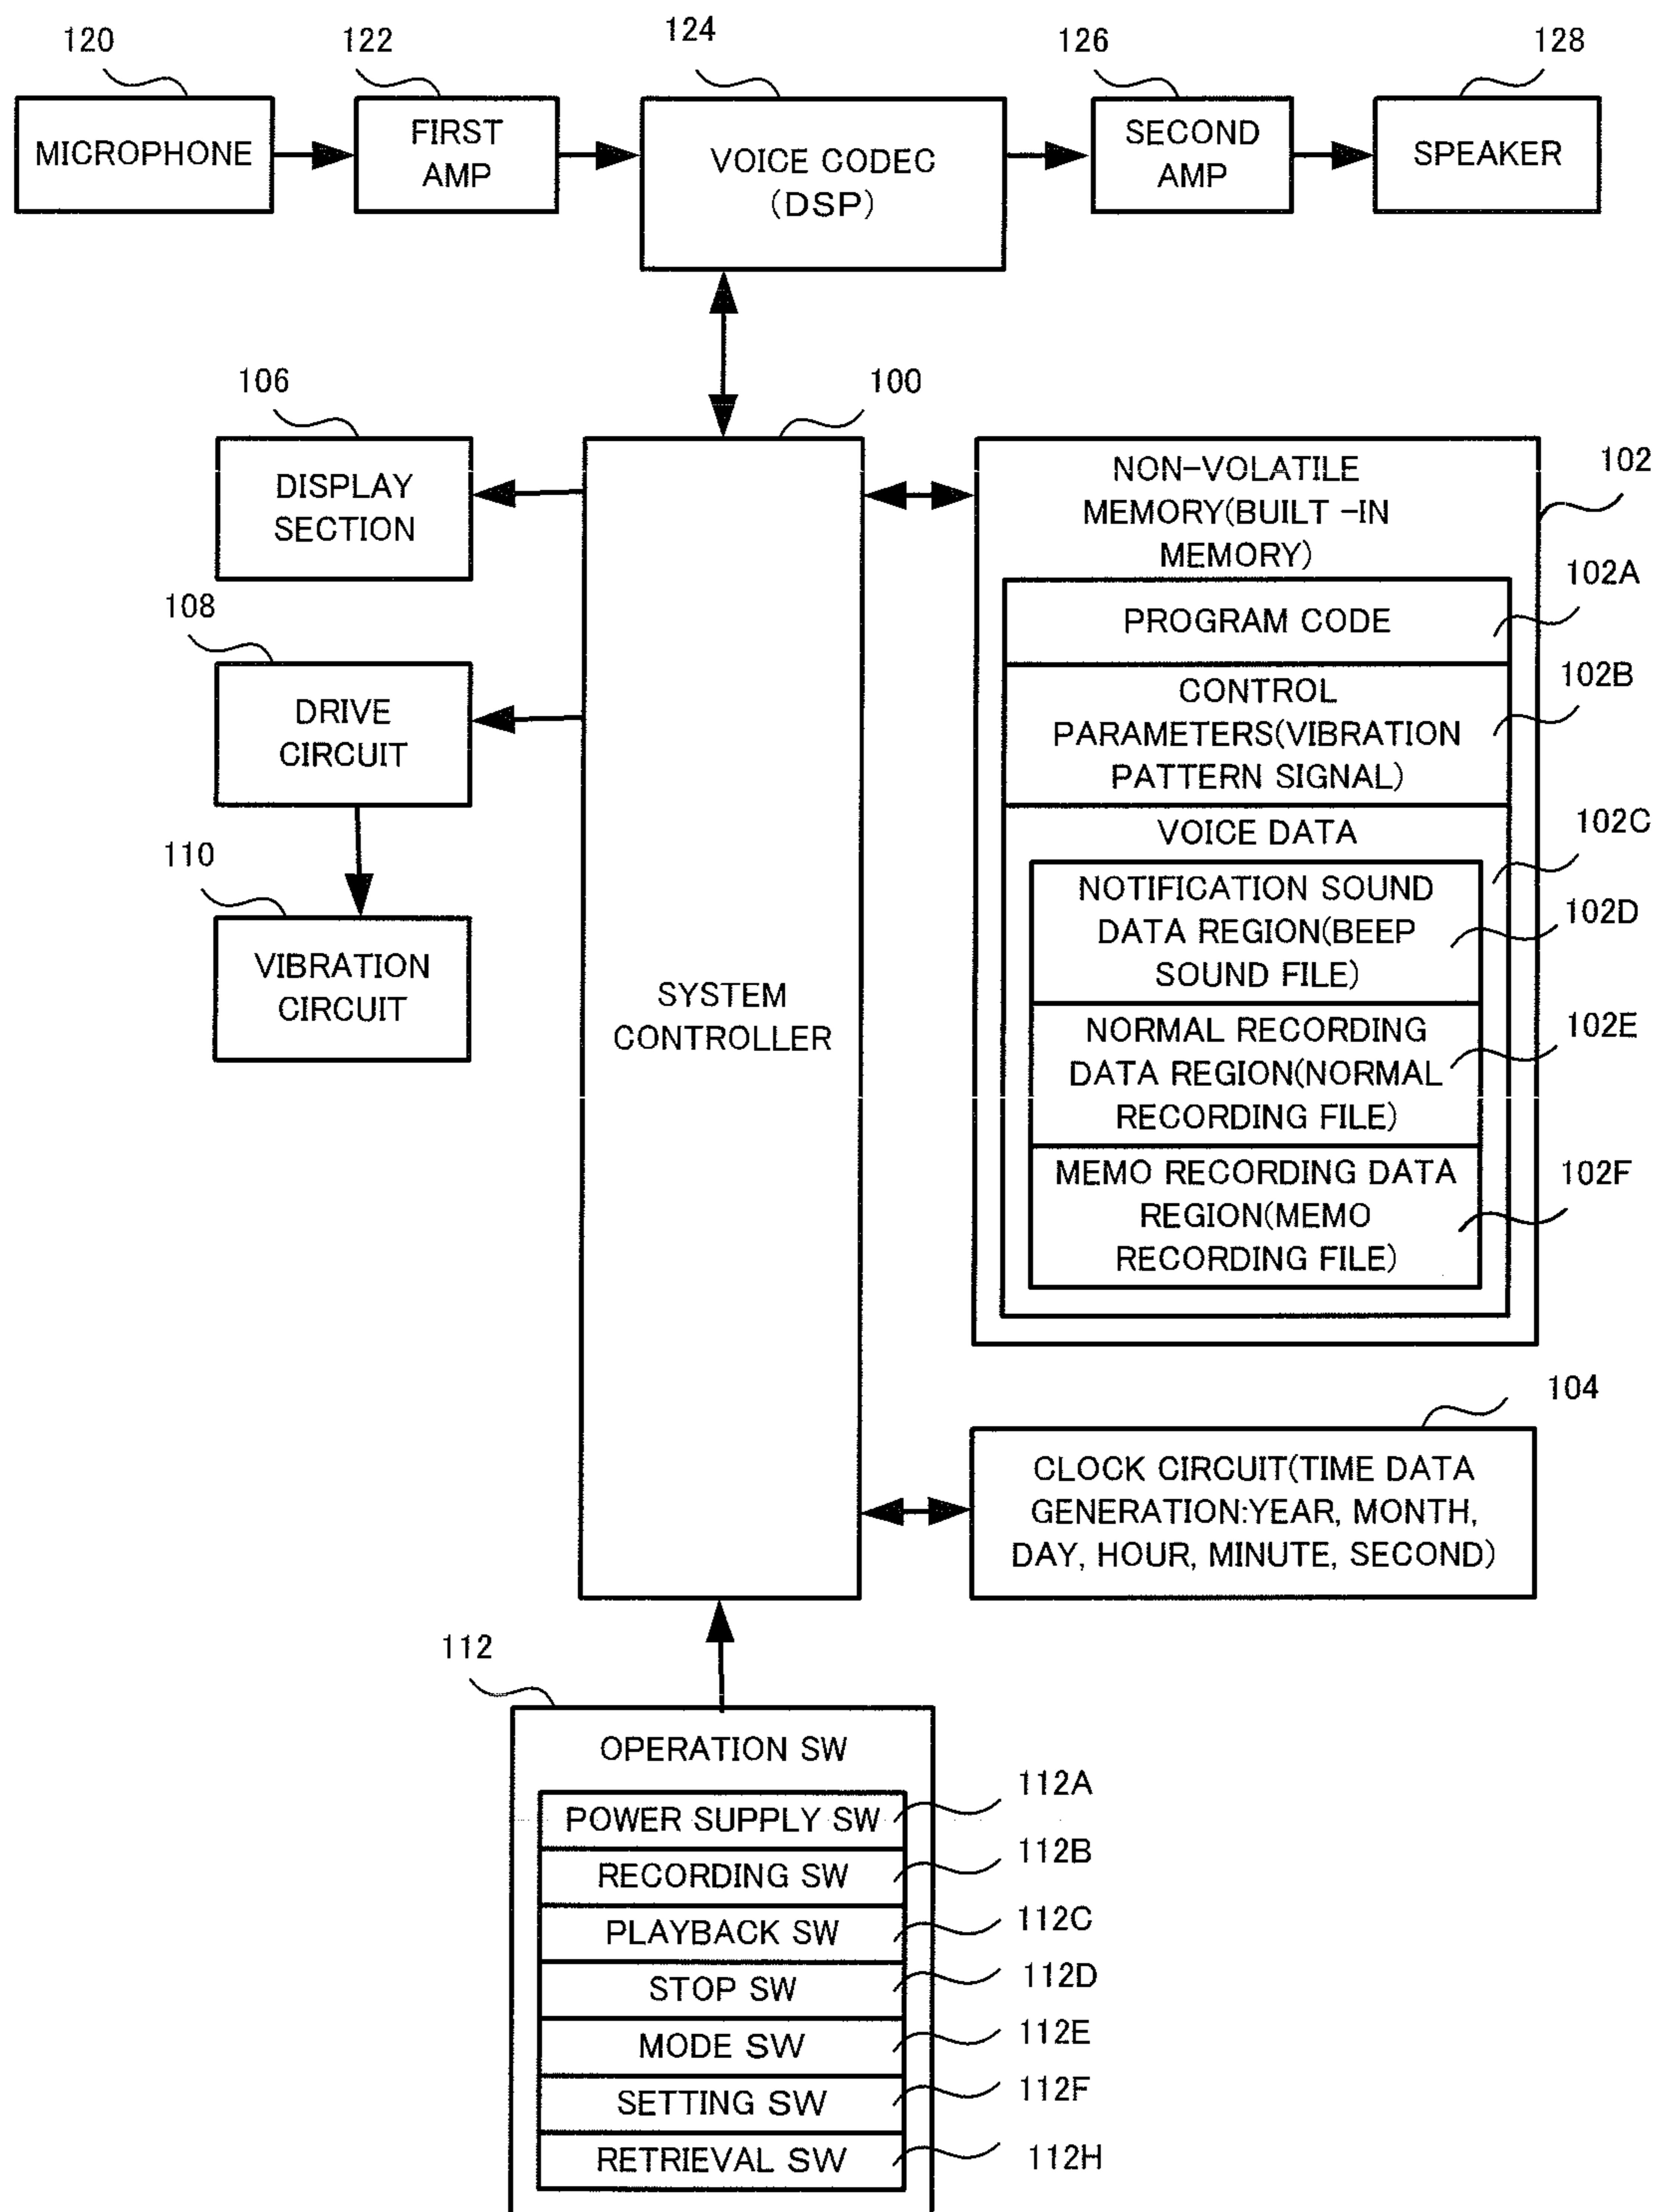 120
122
124
126
128
MICROPHONE
FIRST
AMP
VOICE CODEC
(DSP)
SECOND
AMP
SPEAKER
106
100
102
DISPLAY
SECTION
108
DRIVE
CIRCUIT
110
VIBRATION
CIRCUIT
SYSTEM
CONTROLLER
NON-VOLATILE
MEMORY(BUILT -IN
MEMORY)
102A
PROGRAM CODE
102B
CONTROL
PARAMETERS(VIBRATION
PATTERN SIGNAL)
102C
VOICE DATA
NOTIFICATION SOUND
DATA REGION(BEEP
SOUND FILE)
102D
NORMAL RECORDING
DATA REGION(NORMAL
RECORDING FILE)
102E
MEMO RECORDING DATA
REGION(MEMO
RECORDING FILE)
102F
104
CLOCK CIRCUIT(TIME DATA
GENERATION:YEAR, MONTH,
DAY, HOUR, MINUTE, SECOND)
112
OPERATION SW
POWER SUPPLY SW
112A
RECORDING SW
112B
PLAYBACK SW
112C
STOP SW
112D
MODE SW
112E
SETTING SW
112F
RETRIEVAL SW
112H